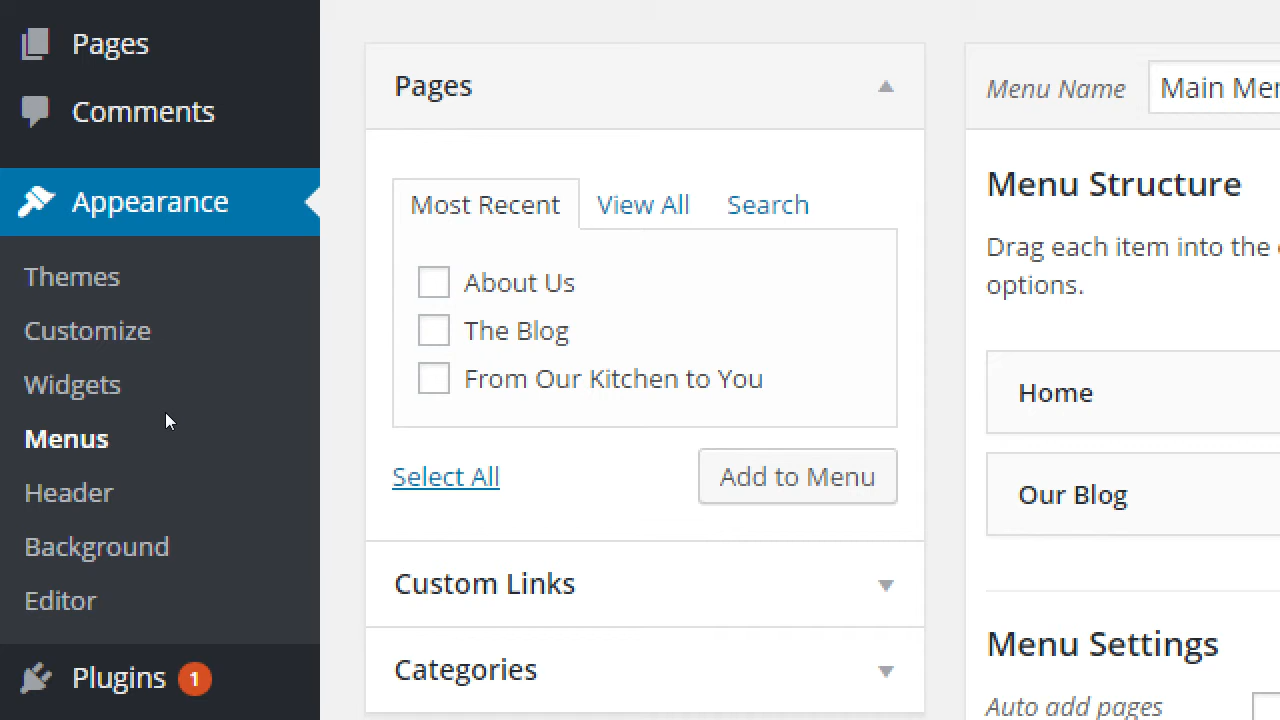 Pages
Comments
Appearance
Themes
Customize
Widgets
Menus
Header
Background
Editor
Plugins 1
Pages
Most Recent View All Search
About Us
The Blog
From Our Kitchen to You
Select All Add to Menu
Custom Links
Categories
Menu Name Main Men
Menu Structure
Drag each item into the
options.
Home
Our Blog
Menu Settings
Auto add pages